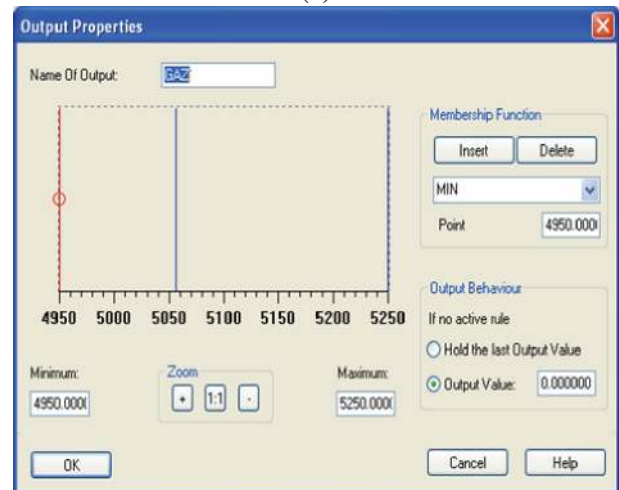 Output Properties
Name Of Output: GAZ
Membership Function
Insert Delete
MIN
Point 4950.000
4950 5000 5050 5100 5150 5200 5250
Output Behaviour
If no active rule
Hold the last Output Value
Output Value: 0.000000
Minimum: Zoom Maximum:
4950.000 + 1:1 - 5250.000
OK Cancel Help